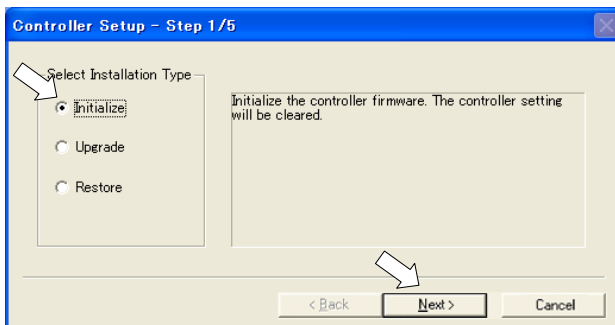 Controller Setup - Step 1/5
Select Installation Type
Initialize
Initialize the controller firmware. The controller setting
will be cleared.
Upgrade
Restore
< Back
Next >
Cancel